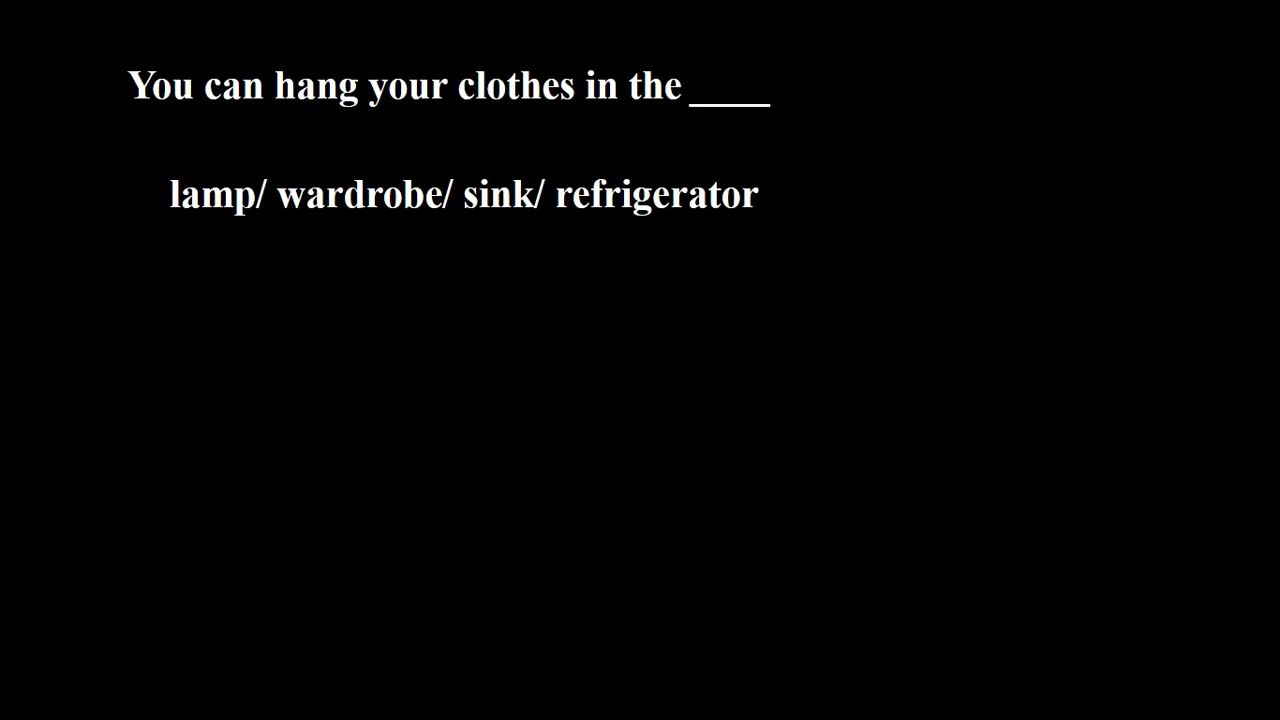 You can hang your clothes in the ____
lamp/ wardrobe/ sink/ refrigerator